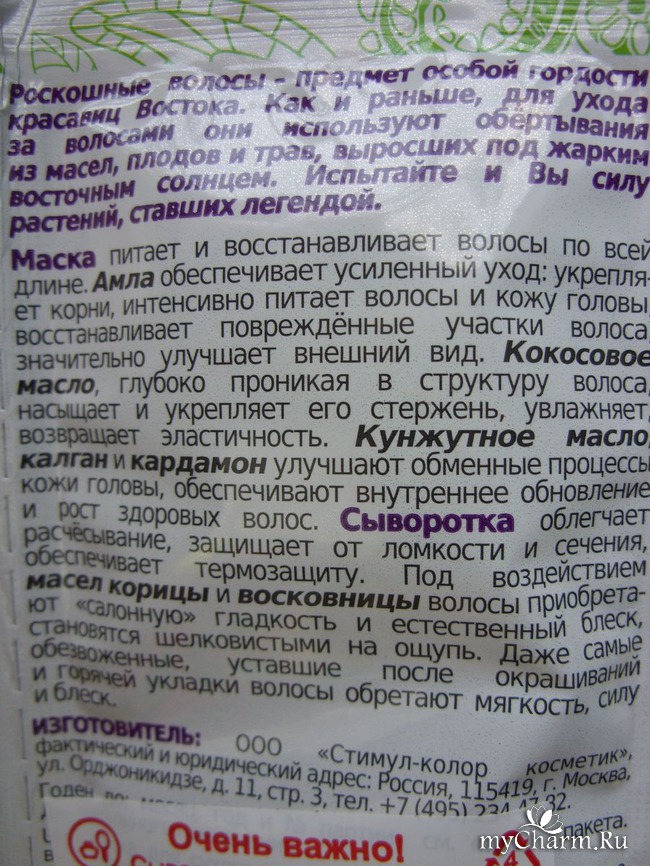 Роскошные волосы - предмет особой гордости
красавиц Востока. Как и раньше, для ухода
за волосами они используют обёртывания
из масел, плодов и трав, выросших под жарким
восточным солнцем. Испытайте и Вы силу
растений, ставших легендой.
Маска питает и восстанавливает волосы по всей
длине. Амла обеспечивает усиленный уход: укрепля-
ет корни, интенсивно питает волосы и кожу головы,
восстанавливает повреждённые участки волоса,
значительно улучшает внешний вид. Кокосовое
масло, глубоко проникая в структуру волоса,
насыщает и укрепляет его стержень, увлажняет,
возвращает эластичность. Кунжутное масло,
калган и кардамон улучшают обменные процессы
кожи головы, обеспечивают внутреннее обновление
и рост здоровых волос. Сыворотка облегчает
расчёсывание, защищает от ломкости и сечения,
обеспечивает термозащиту. Под воздействием
масел корицы и восковницы волосы приобрета-
ют «салонную» гладкость и естественный блеск,
становятся шелковистыми на ощупь. Даже самые
обезвоженные, уставшие после окрашиваний
и горячей укладки волосы обретают мягкость, силу
и блеск.
ИЗГОТОВИТЕЛЬ: ООО «Стимул-колор косметик»,
фактический и юридический адрес: Россия, 115419, г. Москва,
ул. Орджоникидзе, д. 11, стр. 3, тел. +7 (495) 234 47 32.
Годен до:
пакета.
Очень важно!
myCharm.Ru